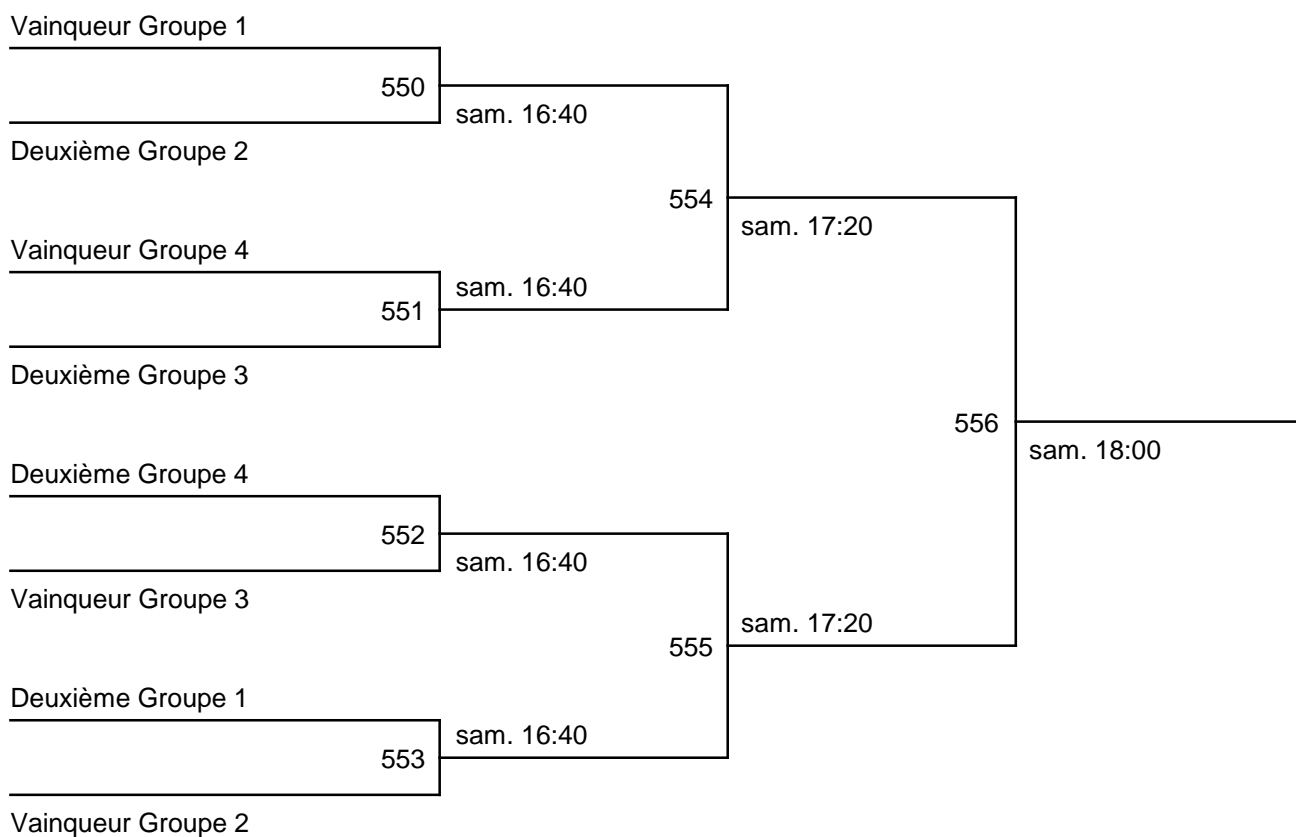 Vainqueur Groupe 1
550
sam. 16:40
Deuxième Groupe 2
554
sam. 17:20
Vainqueur Groupe 4
sam. 16:40
551
Deuxième Groupe 3
556
sam. 18:00
Deuxième Groupe 4
552
sam. 16:40
Vainqueur Groupe 3
sam. 17:20
555
Deuxième Groupe 1
sam. 16:40
553
Vainqueur Groupe 2